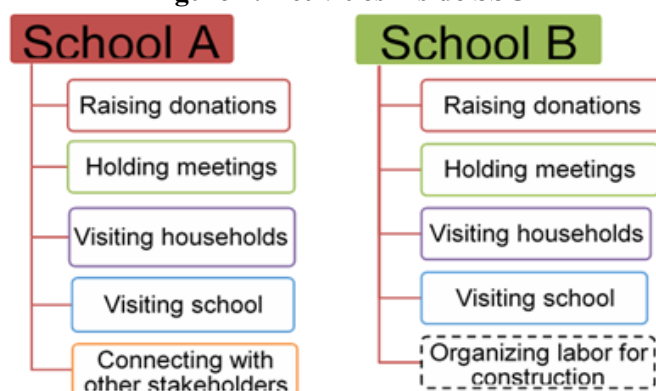 School A
Raising donations
Holding meetings
Visiting households
Visiting school
Connecting with
other stakeholders
School B
Raising donations
Holding meetings
Visiting households
Visiting school
Organizing labor for
construction